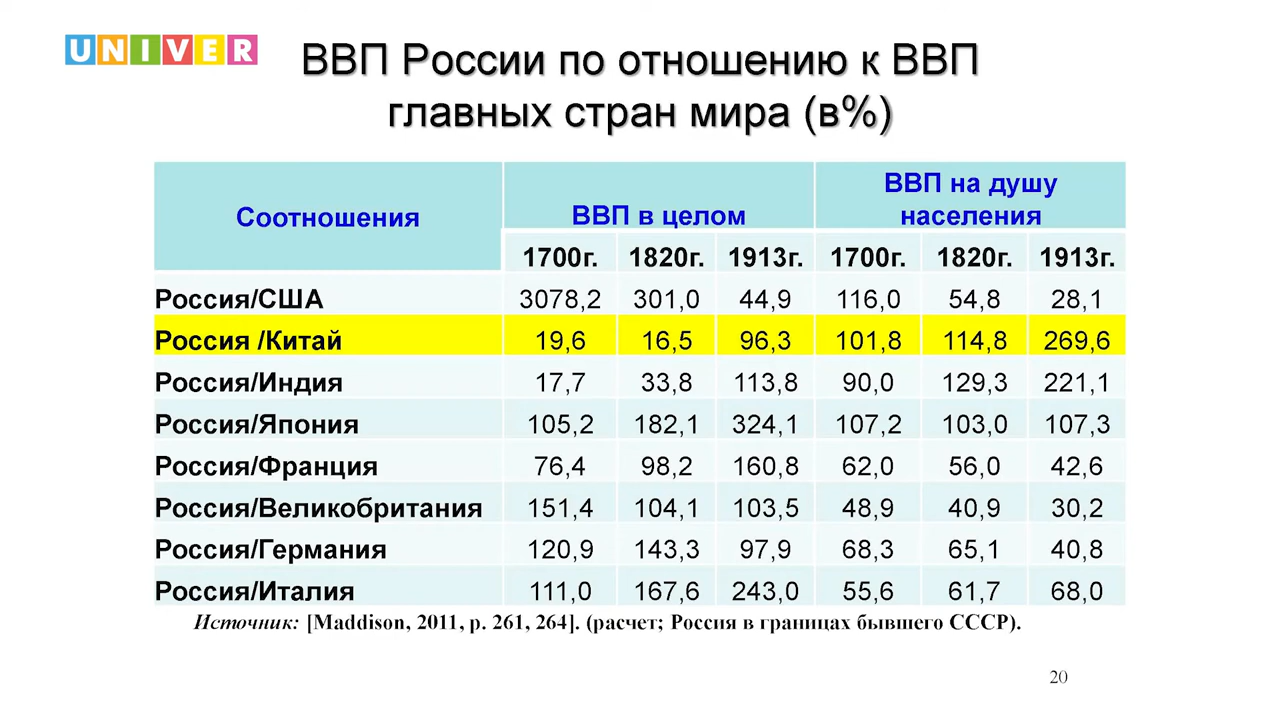 UNIVER
ВВП России по отношению к ВВП
главных стран мира (в%)
Соотношения ВВП в целом ВВП на душу
населения
1700г. 1820г. 1913г. 1700г. 1820г. 1913г.
Россия/США 3078,2 301,0 44,9 116,0 54,8 28,1
Россия /Китай 19,6 16,5 96,3 101,8 114,8 269,6
Россия/Индия 17,7 33,8 113,8 90,0 129,3 221,1
Россия/Япония 105,2 182,1 324,1 107,2 103,0 107,3
Россия/Франция 76,4 98,2 160,8 62,0 56,0 42,6
Россия/Великобритания 151,4 104,1 103,5 48,9 40,9 30,2
Россия/Германия 120,9 143,3 97,9 68,3 65,1 40,8
Россия/Италия 111,0 167,6 243,0 55,6 61,7 68,0
Источник: [Maddison, 2011, p. 261, 264]. (расчет; Россия в границах бывшего СССР).
20